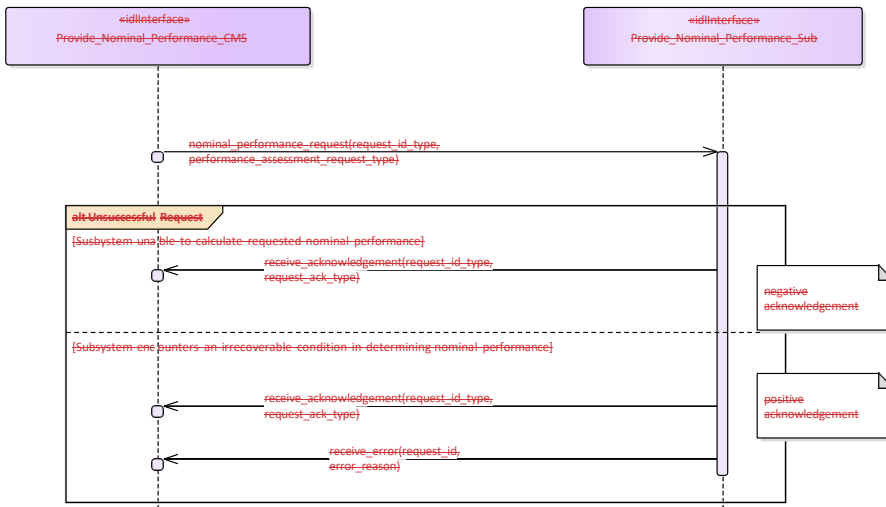 «idlInterface»
Provide_Nominal_Performance_CMS
«idlInterface»
Provide_Nominal_Performance_Sub
nominal_performance_request(request_id_type,
performance_assessment_request_type)
alt Unsuccessful Request
[Susbystem unable to calculate requested nominal performance]
receive_acknowledgement(request_id_type,
request_ack_type)
negative
acknowledgement
[Subsystem encounters an irrecoverable condition in determining nominal performance]
receive_acknowledgement(request_id_type,
request_ack_type)
positive
acknowledgement
receive_error(request_id,
error_reason)